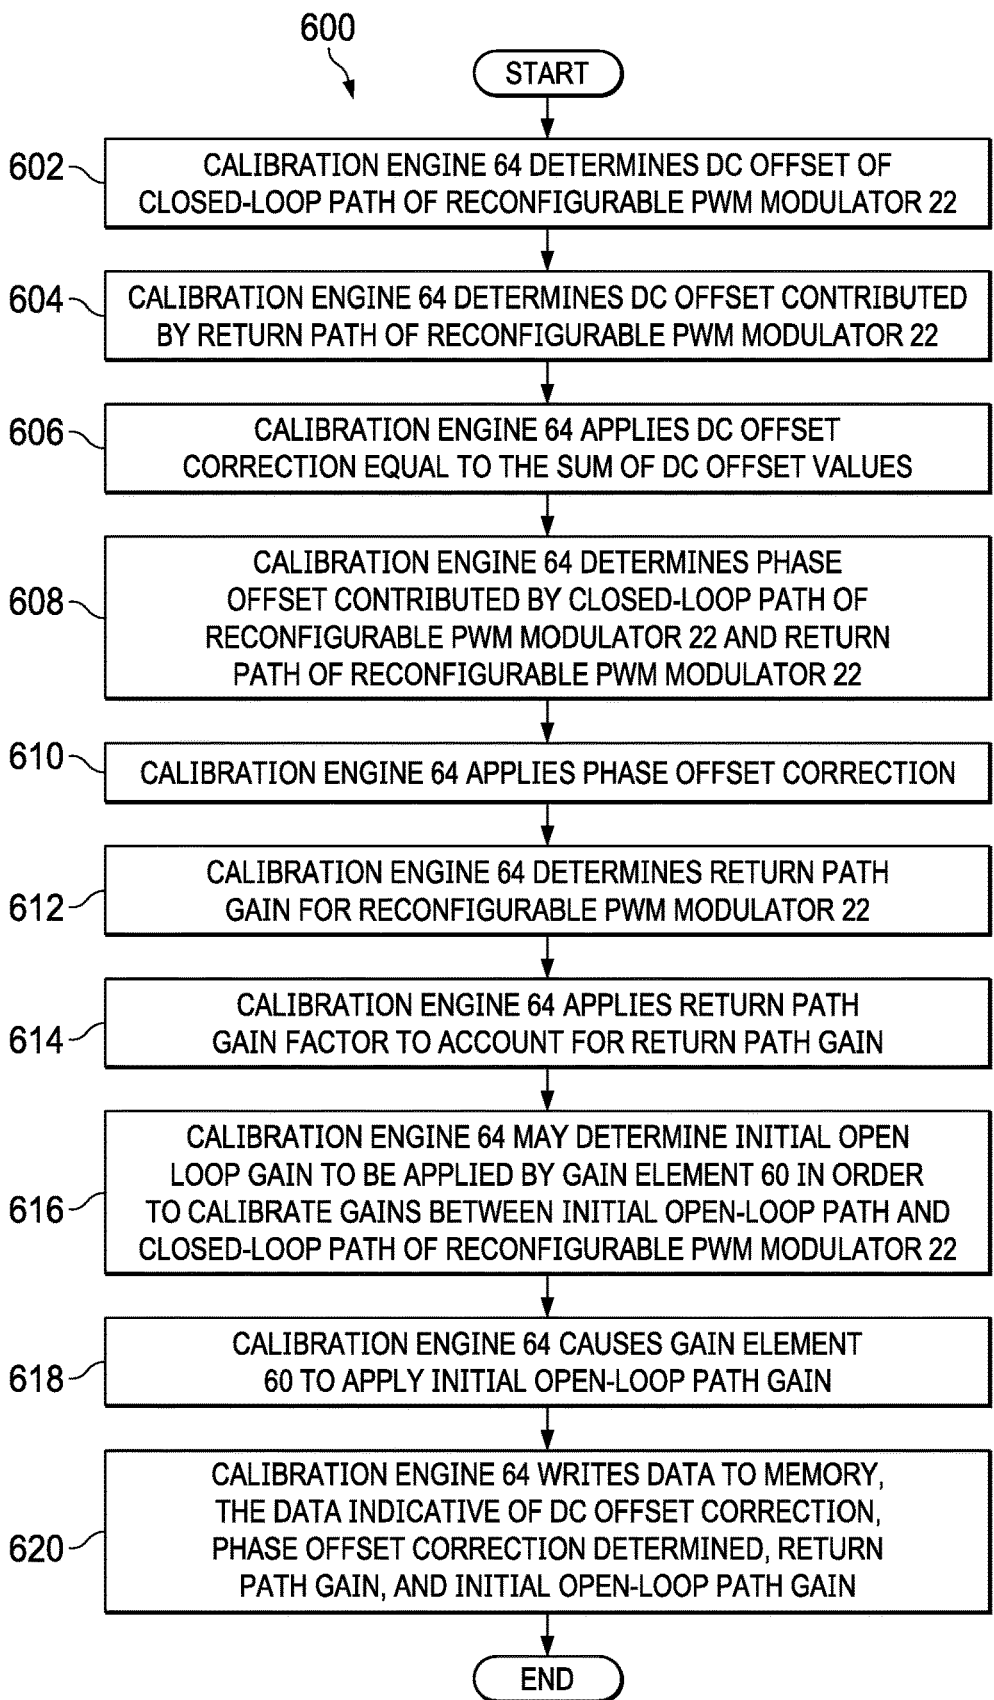 600
START
602
CALIBRATION ENGINE 64 DETERMINES DC OFFSET OF
CLOSED-LOOP PATH OF RECONFIGURABLE PWM MODULATOR 22
604
CALIBRATION ENGINE 64 DETERMINES DC OFFSET CONTRIBUTED
BY RETURN PATH OF RECONFIGURABLE PWM MODULATOR 22
606
CALIBRATION ENGINE 64 APPLIES DC OFFSET
CORRECTION EQUAL TO THE SUM OF DC OFFSET VALUES
608
CALIBRATION ENGINE 64 DETERMINES PHASE
OFFSET CONTRIBUTED BY CLOSED-LOOP PATH OF
RECONFIGURABLE PWM MODULATOR 22 AND RETURN
PATH OF RECONFIGURABLE PWM MODULATOR 22
610
CALIBRATION ENGINE 64 APPLIES PHASE OFFSET CORRECTION
612
CALIBRATION ENGINE 64 DETERMINES RETURN PATH
GAIN FOR RECONFIGURABLE PWM MODULATOR 22
614
CALIBRATION ENGINE 64 APPLIES RETURN PATH
GAIN FACTOR TO ACCOUNT FOR RETURN PATH GAIN
616
CALIBRATION ENGINE 64 MAY DETERMINE INITIAL OPEN
LOOP GAIN TO BE APPLIED BY GAIN ELEMENT 60 IN ORDER
TO CALIBRATE GAINS BETWEEN INITIAL OPEN-LOOP PATH AND
CLOSED-LOOP PATH OF RECONFIGURABLE PWM MODULATOR 22
618
CALIBRATION ENGINE 64 CAUSES GAIN ELEMENT
60 TO APPLY INITIAL OPEN-LOOP PATH GAIN
620
CALIBRATION ENGINE 64 WRITES DATA TO MEMORY,
THE DATA INDICATIVE OF DC OFFSET CORRECTION,
PHASE OFFSET CORRECTION DETERMINED, RETURN
PATH GAIN, AND INITIAL OPEN-LOOP PATH GAIN
END